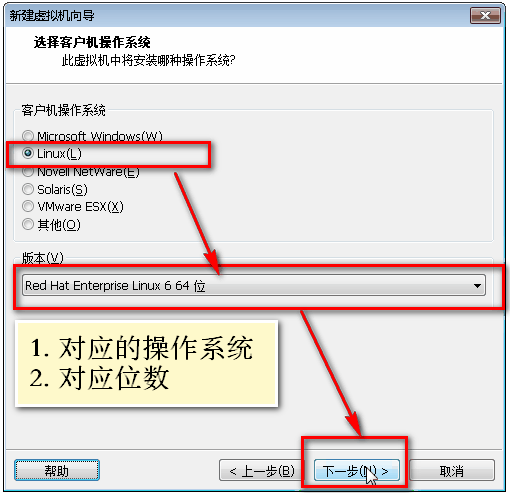 新建虚拟机向导
选择客户机操作系统
此虚拟机中将安装哪种操作系统?
客户机操作系统
Microsoft Windows(W)
Linux(L)
Novell NetWare(E)
Solaris(S)
VMware ESX(X)
其他(O)
版本(V)
Red Hat Enterprise Linux 6 64 位
1. 对应的操作系统
2. 对应位数
帮助
< 上一步(B)
下一步(N) >
取消